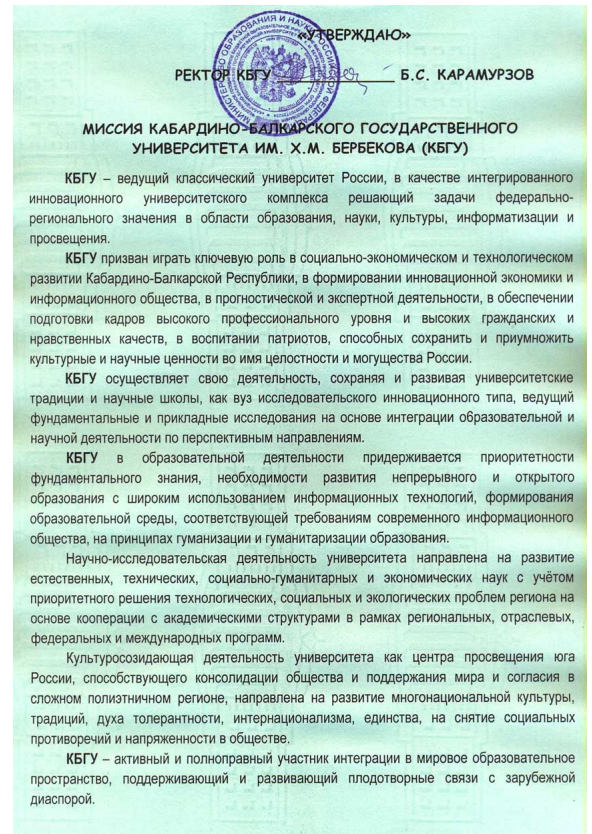 «УТВЕРЖДАЮ»
РЕКТОР КБГУ Б.С. КАРАМУРЗОВ
МИССИЯ КАБАРДИНО-БАЛКАРСКОГО ГОСУДАРСТВЕННОГО
УНИВЕРСИТЕТА ИМ. Х.М. БЕРБЕКОВА (КБГУ)
КБГУ – ведущий классический университет России, в качестве интегрированного
инновационного университетского комплекса решающий задачи федерально-
регионального значения в области образования, науки, культуры, информатизации и
просвещения.
КБГУ призван играть ключевую роль в социально-экономическом и технологическом
развитии Кабардино-Балкарской Республики, в формировании инновационной экономики и
информационного общества, в прогностической и экспертной деятельности, в обеспечении
подготовки кадров высокого профессионального уровня и высоких гражданских и
нравственных качеств, в воспитании патриотов, способных сохранить и приумножить
культурные и научные ценности во имя целостности и могущества России.
КБГУ осуществляет свою деятельность, сохраняя и развивая университетские
традиции и научные школы, как вуз исследовательского инновационного типа, ведущий
фундаментальные и прикладные исследования на основе интеграции образовательной и
научной деятельности по перспективным направлениям.
КБГУ в образовательной деятельности придерживается приоритетности
фундаментального знания, необходимости развития непрерывного и открытого
образования с широким использованием информационных технологий, формирования
образовательной среды, соответствующей требованиям современного информационного
общества, на принципах гуманизации и гуманитаризации образования.
Научно-исследовательская деятельность университета направлена на развитие
естественных, технических, социально-гуманитарных и экономических наук с учётом
приоритетного решения технологических, социальных и экологических проблем региона на
основе кооперации с академическими структурами в рамках региональных, отраслевых,
федеральных и международных программ.
Культуросозидающая деятельность университета как центра просвещения юга
России, способствующего консолидации общества и поддержания мира и согласия в
сложном полиэтничном регионе, направлена на развитие многонациональной культуры,
традиций, духа толерантности, интернационализма, единства, на снятие социальных
противоречий и напряженности в обществе.
КБГУ – активный и полноправный участник интеграции в мировое образовательное
пространство, поддерживающий и развивающий плодотворные связи с зарубежной
диаспорой.